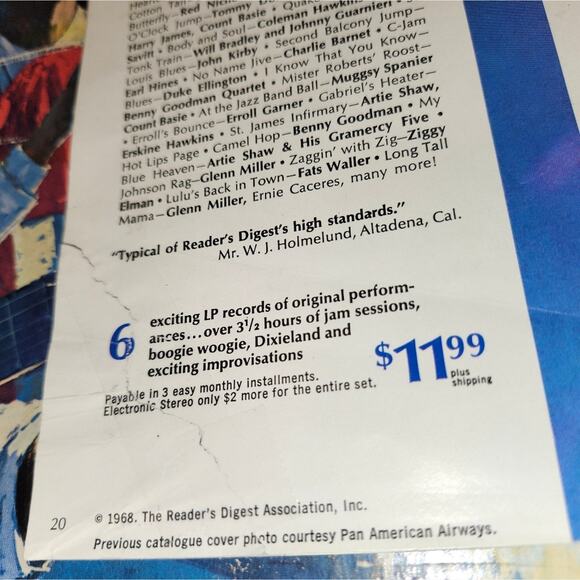 Butterfly—Red
O'Clock Jump—Tommy
Harry James, Count Basie •
Savitt • Body and Soul—Coleman Hawkins
Tonk Train—Will Bradley and Johnny Guarnieri •
Louis Blues—John Kirby • Second Balcony Jump—
Earl Hines • No Name Jive—Charlie Barnet • C-Jam
Blues—Duke Ellington • I Know That You Know—
Benny Goodman Quartet • Mister Roberts' Roost—
Count Basie • At the Jazz Band Ball—Muggsy Spanier
• Erroll's Bounce—Erroll Garner • Gabriel's Heater—
Erskine Hawkins • St. James Infirmary—Artie Shaw,
Hot Lips Page • Camel Hop—Benny Goodman • My
Blue Heaven—Artie Shaw & His Gramercy Five •
Johnson Rag—Glenn Miller • Zaggin' with Zig—Ziggy
Elman • Lulu's Back in Town—Fats Waller • Long Tall
Mama—Glenn Miller, Ernie Caceres, many more!
"Typical of Reader's Digest's high standards."
Mr. W. J. Holmelund, Altadena, Cal.
6 exciting LP records of original perform-
ances...over 3½ hours of jam sessions,
boogie woogie, Dixieland and
exciting improvisations
$11.99
plus
shipping
Payable in 3 easy monthly installments.
Electronic Stereo only $2 more for the entire set.
20 © 1968. The Reader's Digest Association, Inc.
Previous catalogue cover photo courtesy Pan American Airways.